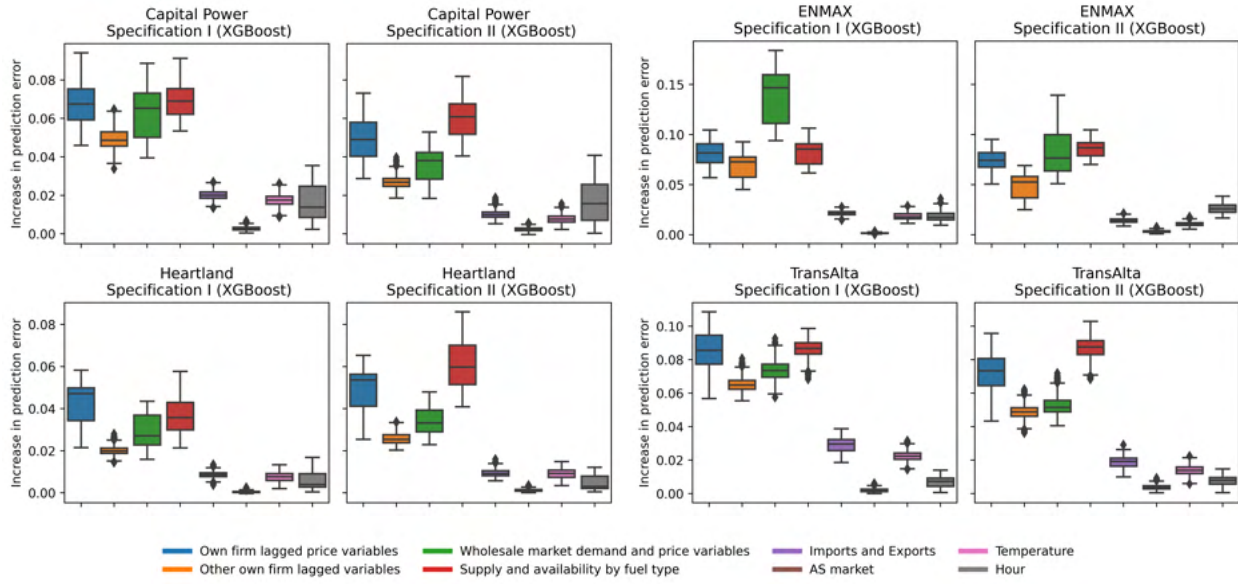 Capital Power
Specification I (XGBoost)
Capital Power
Specification II (XGBoost)
ENMAX
Specification I (XGBoost)
ENMAX
Specification II (XGBoost)
Increase in prediction error
0.08
0.06
0.04
0.02
0.00
Increase in prediction error
0.15
0.10
0.05
0.00
Heartland
Specification I (XGBoost)
Heartland
Specification II (XGBoost)
TransAlta
Specification I (XGBoost)
TransAlta
Specification II (XGBoost)
Increase in prediction error
0.08
0.06
0.04
0.02
0.00
Increase in prediction error
0.10
0.08
0.06
0.04
0.02
0.00
Own firm lagged price variables
Wholesale market demand and price variables
Imports and Exports
Temperature
Other own firm lagged variables
Supply and availability by fuel type
AS market
Hour